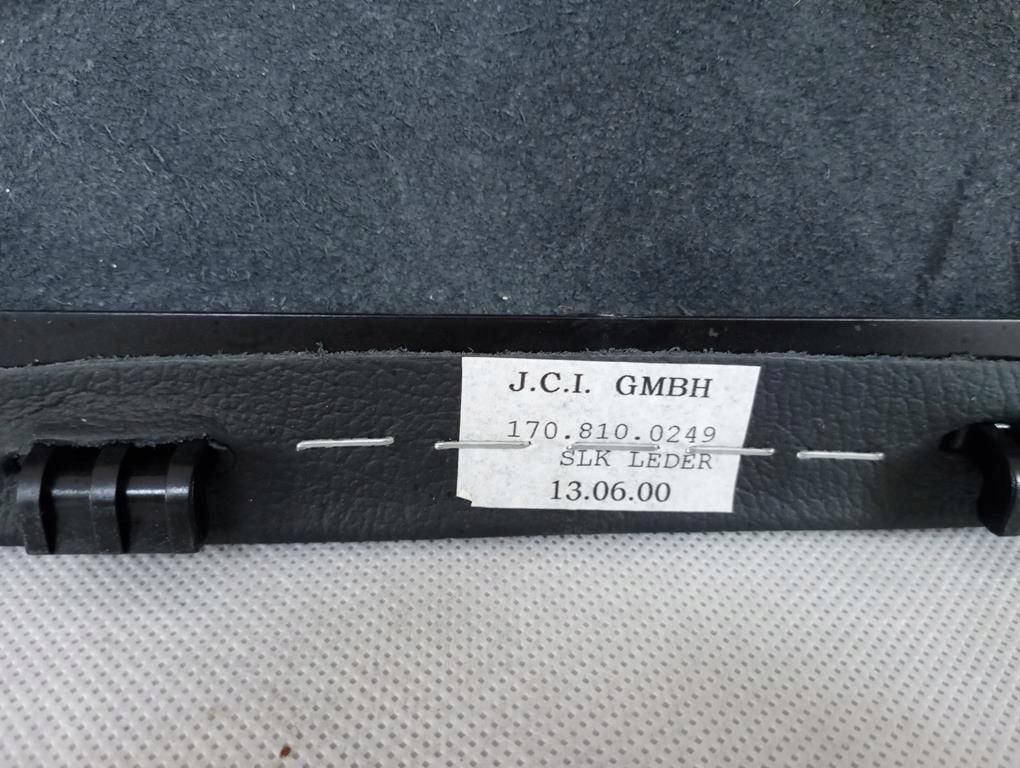 J.C.I. GMBH
170.810.0249
SLK LEDER
13.06.00